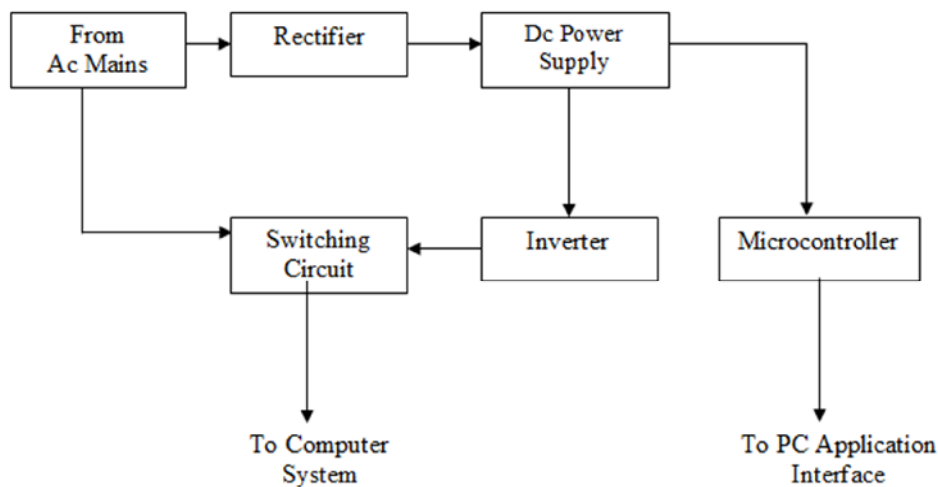 From
Ac Mains
Rectifier
Dc Power
Supply
Switching
Circuit
Inverter
Microcontroller
To Computer
System
To PC Application
Interface